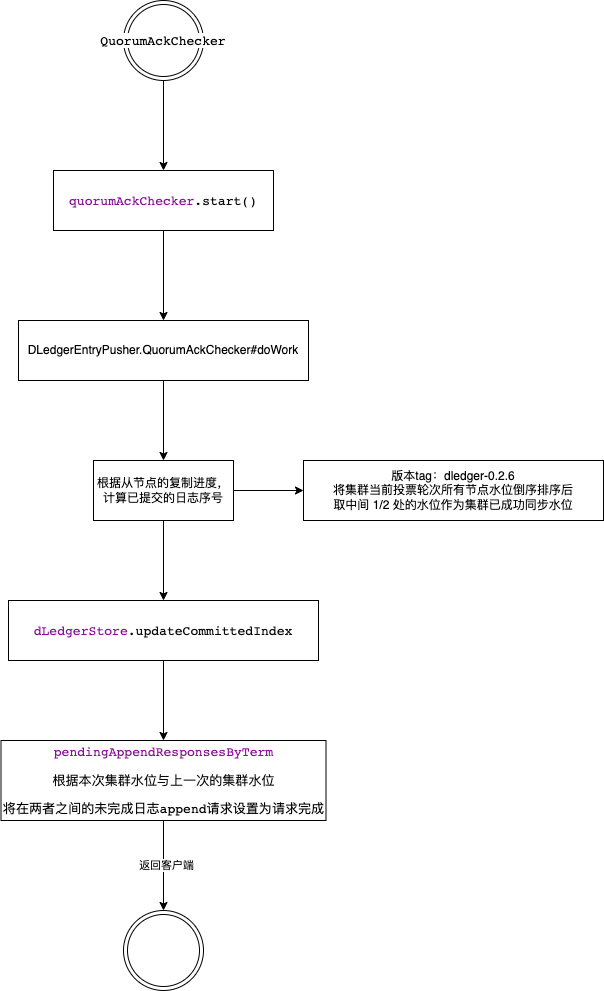 QuorumAckChecker
quorumAckChecker.start()
DLedgerEntryPusher.QuorumAckChecker#doWork
根据从节点的复制进度，
计算已提交的日志序号
版本tag：dledger-0.2.6
将集群当前投票轮次所有节点水位倒序排序后
取中间 1/2 处的水位作为集群已成功同步水位
dLedgerStore.updateCommittedIndex
pendingAppendResponsesByTerm
根据本次集群水位与上一次的集群水位
将在两者之间的未完成日志append请求设置为请求完成
返回客户端